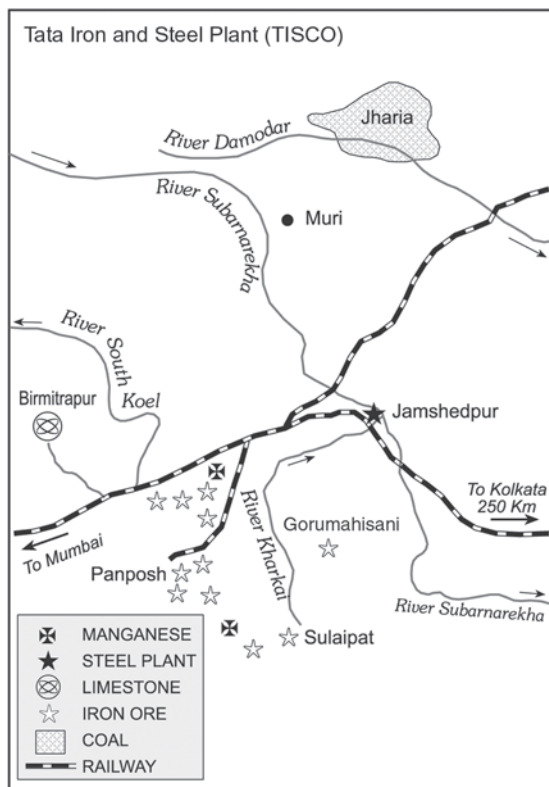 Tata Iron and Steel Plant (TISCO)
Jharia
River Damodar
River Subarnarekha
Muri
River South
Koel
Birmitrapur
Jamshedpur
To Kolkata
250 Km
Gorumahisani
To Mumbai
River Kharkai
Panposh
River Subarnarekha
Sulaipat
MANGANESE
STEEL PLANT
LIMESTONE
IRON ORE
COAL
RAILWAY